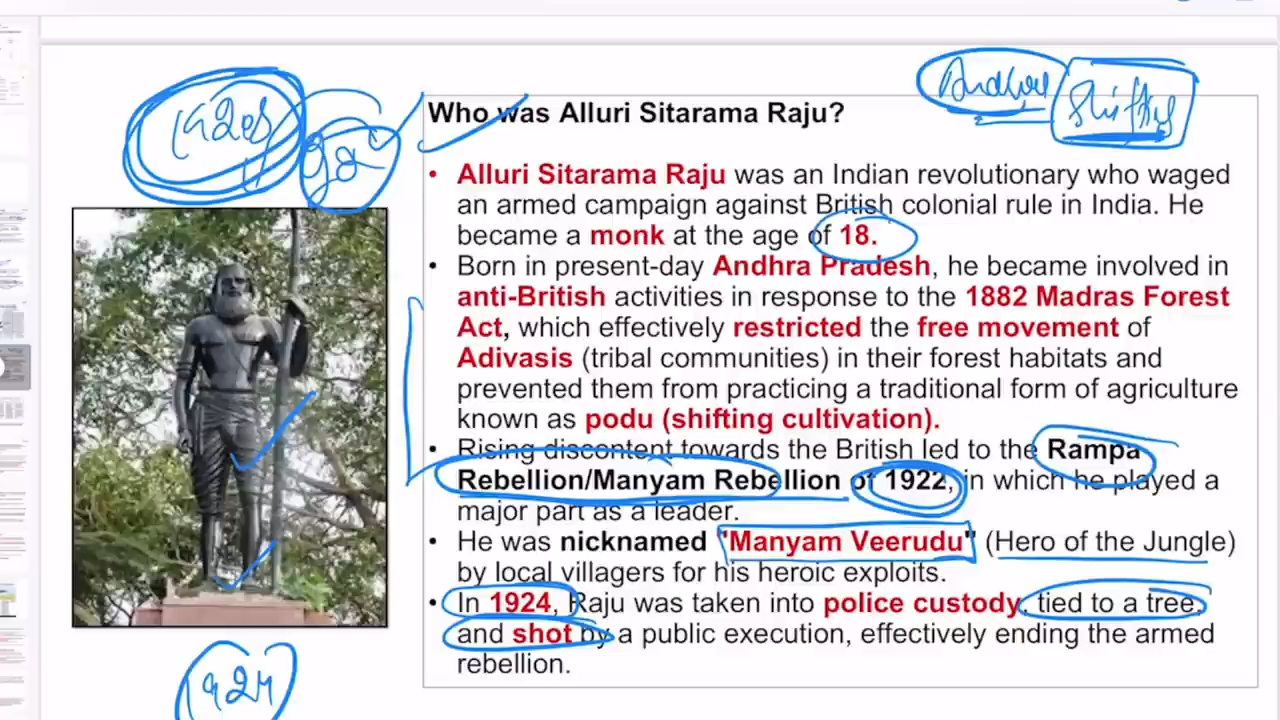 Andhra Shifting
1920s
Who was Alluri Sitarama Raju?
• Alluri Sitarama Raju was an Indian revolutionary who waged
an armed campaign against British colonial rule in India. He
became a monk at the age of 18.
• Born in present-day Andhra Pradesh, he became involved in
anti-British activities in response to the 1882 Madras Forest
Act, which effectively restricted the free movement of
Adivasis (tribal communities) in their forest habitats and
prevented them from practicing a traditional form of agriculture
known as podu (shifting cultivation).
• Rising discontent towards the British led to the Rampa
Rebellion/Manyam Rebellion of 1922, in which he played a
major part as a leader.
• He was nicknamed "Manyam Veerudu" (Hero of the Jungle)
by local villagers for his heroic exploits.
• In 1924, Raju was taken into police custody, tied to a tree,
and shot by a public execution, effectively ending the armed
rebellion.
1924